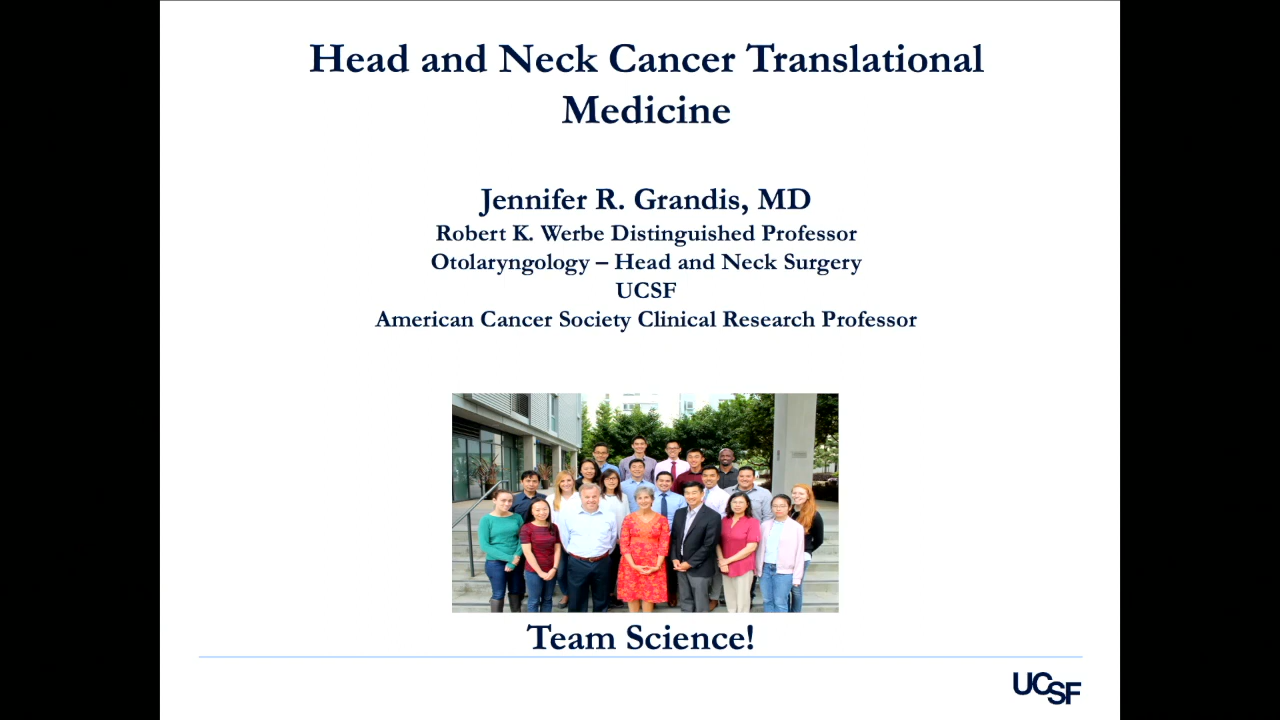 Head and Neck Cancer Translational
Medicine
Jennifer R. Grandis, MD
Robert K. Werbe Distinguished Professor
Otolaryngology – Head and Neck Surgery
UCSF
American Cancer Society Clinical Research Professor
Team Science!
UCSF